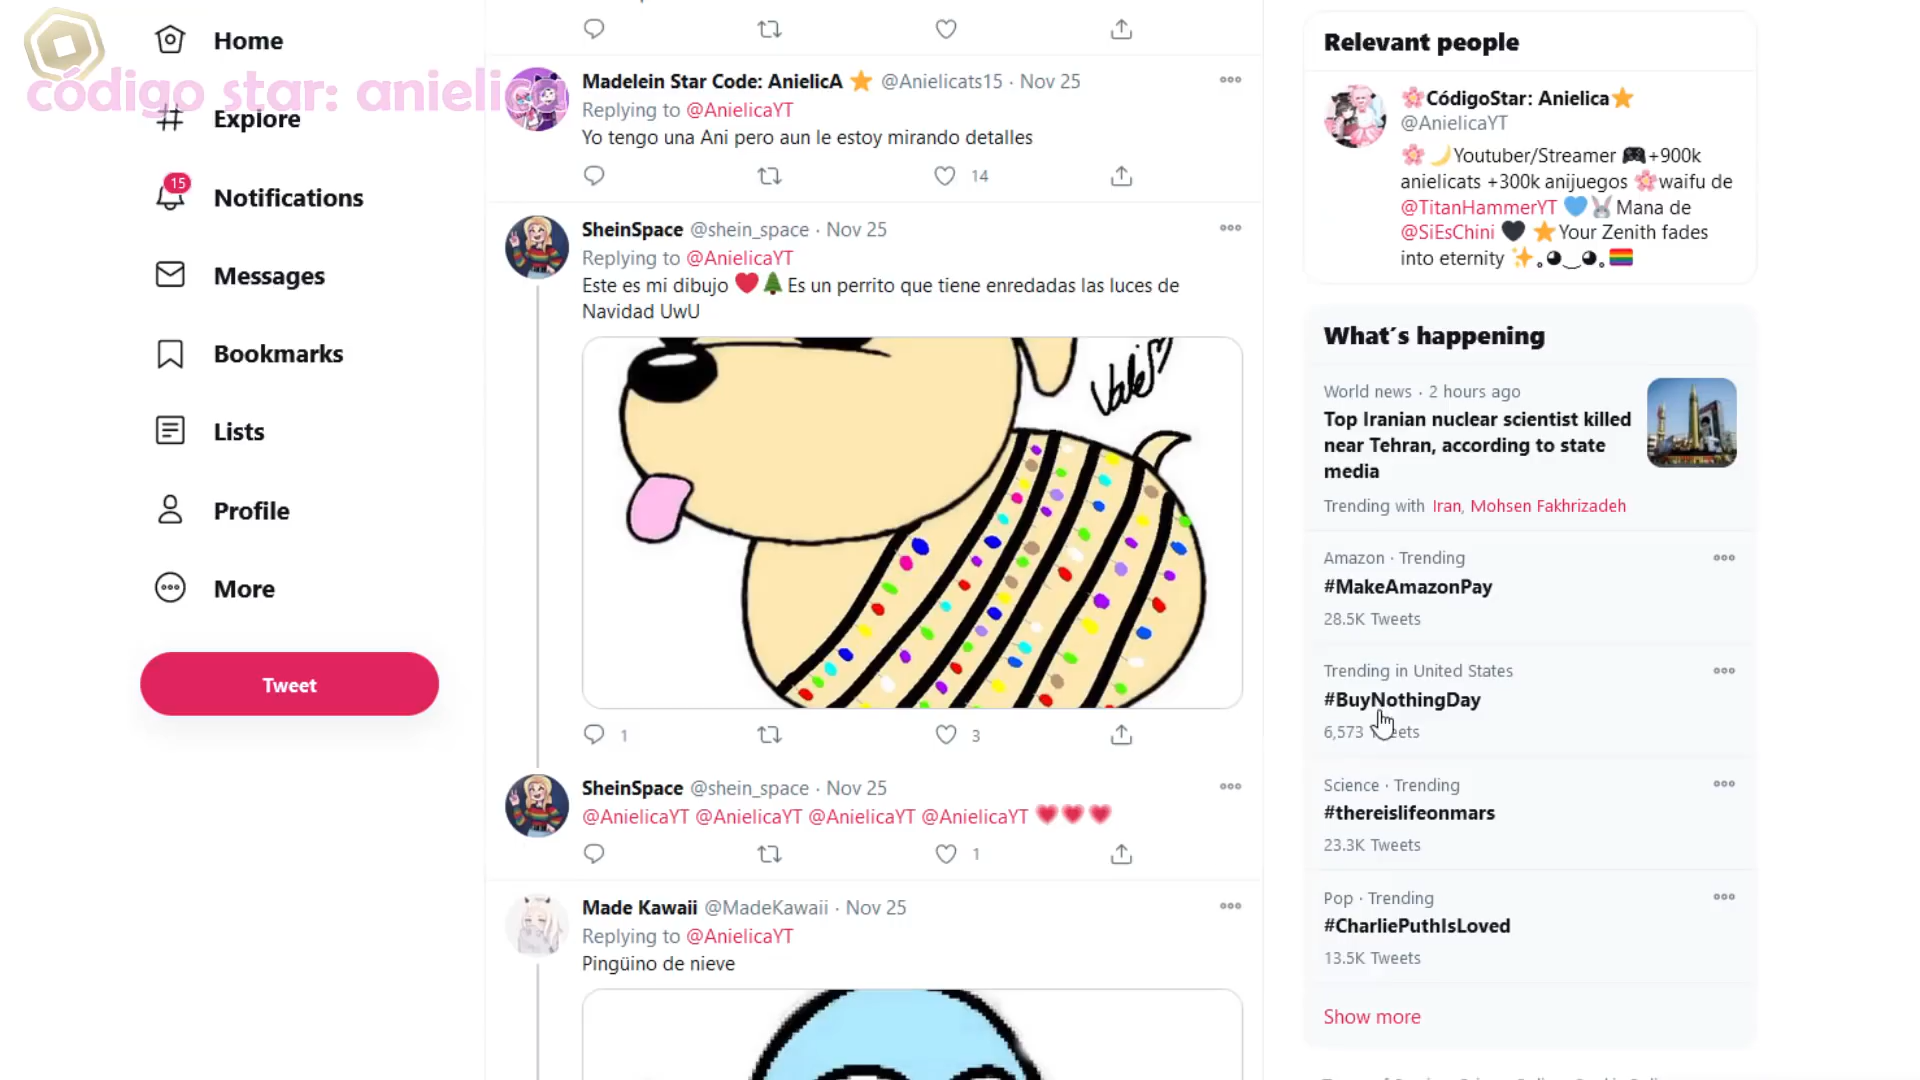 código star: anielica
Home
Explore
15
Notifications
Messages
Bookmarks
Lists
Profile
More
Tweet
Madelein Star Code: AnielicA @Anielicats15 · Nov 25
Replying to @AnielicaYT
Yo tengo una Ani pero aun le estoy mirando detalles
14
SheinSpace @shein_space · Nov 25
Replying to @AnielicaYT
Este es mi dibujo ❤️🎄Es un perrito que tiene enredadas las luces de
Navidad UwU
Vale
1
3
SheinSpace @shein_space · Nov 25
@AnielicaYT @AnielicaYT @AnielicaYT @AnielicaYT
1
Made Kawaii @MadeKawaii · Nov 25
Replying to @AnielicaYT
Pingüino de nieve
Relevant people
🌸CódigoStar: Anielica⭐
@AnielicaYT
🌸🌙Youtuber/Streamer 🎮+900k
anielicats +300k anijuegos 🌸waifu de
@TitanHammerYT 💙🐰Mana de
@SiEsChini 🖤 ⭐Your Zenith fades
into eternity ✨｡◕‿◕｡🏳️‍🌈
What's happening
World news · 2 hours ago
Top Iranian nuclear scientist killed
near Tehran, according to state
media
Trending with Iran, Mohsen Fakhrizadeh
Amazon · Trending
#MakeAmazonPay
28.5K Tweets
Trending in United States
#BuyNothingDay
6,573 Tweets
Science · Trending
#thereislifeonmars
23.3K Tweets
Pop · Trending
#CharliePuthIsLoved
13.5K Tweets
Show more